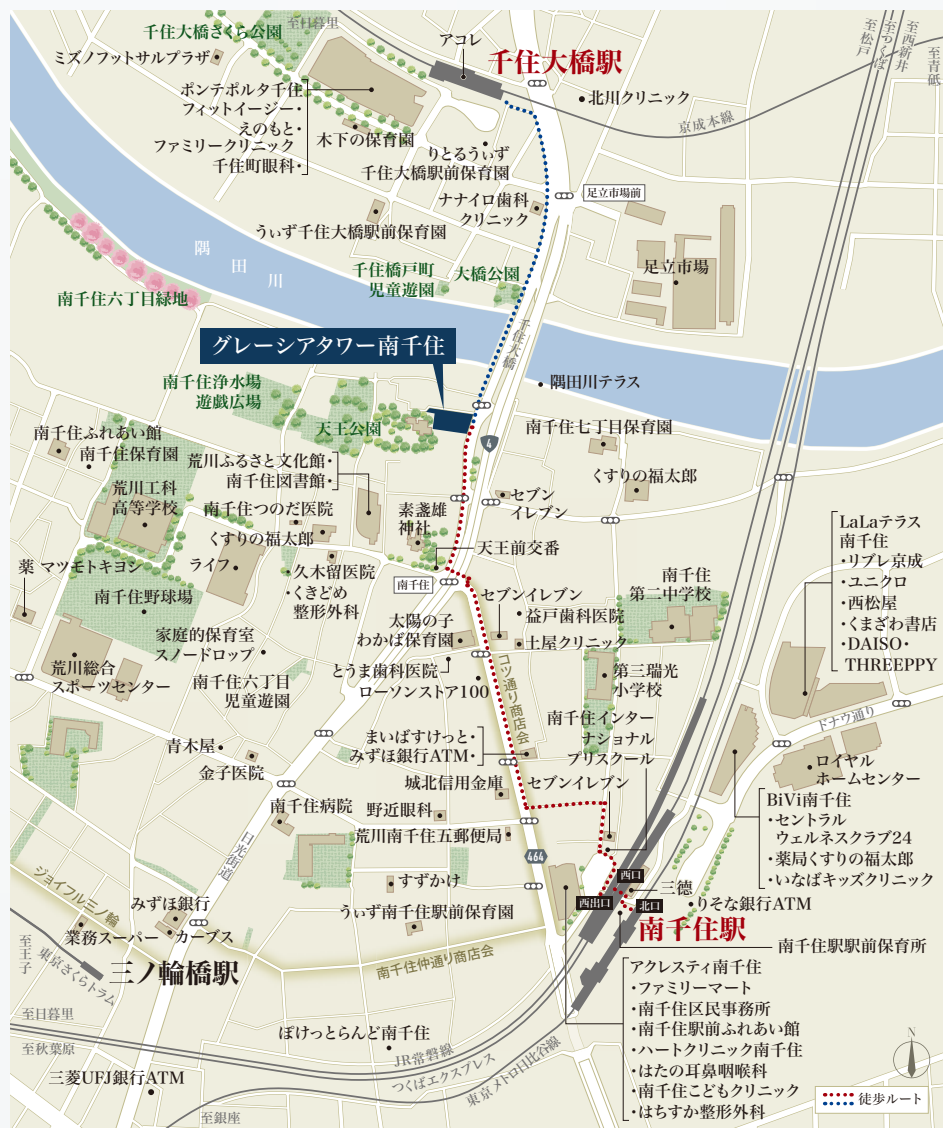 至日暮里
千住大橋さくら公園
ミズノフットサルプラザ
アコレ
千住大橋駅
至松戸
至つくば
至西新井
至青砥
ポンテポルタ千住
フィットイージー・
えのもと・
ファミリークリニック
千住町眼科・
木下の保育園
・北川クリニック
京成本線
りとるうぃず
千住大橋駅前保育園
ナナイロ歯科
クリニック
足立市場前
うぃず千住大橋駅前保育園
隅田川
千住橋戸町
児童遊園
大橋公園
足立市場
南千住六丁目緑地
千住大橋
グレーシアタワー南千住
隅田川テラス
南千住浄水場
遊戯広場
天王公園
4
南千住七丁目保育園
南千住ふれあい館
南千住保育園
荒川ふるさと文化館・
南千住図書館・
荒川工科
高等学校
南千住つのだ医院
くすりの福太郎
素盞雄
神社
セブン
イレブン
くすりの福太郎
天王前交番
薬 マツモトキヨシ
ライフ
・久木留医院
・くきどめ
整形外科
南千住
南千住野球場
セブンイレブン
益戸歯科医院
土屋クリニック
南千住
第二中学校
LaLaテラス
南千住
・リブレ京成
・ユニクロ
・西松屋
・くまざわ書店
・DAISO・
THREEPPY
太陽の子
わかば保育園
家庭的保育室
スノードロップ
とうま歯科医院
ローソンストア100
コツ通り商店会
荒川総合
スポーツセンター
南千住六丁目
児童遊園
第三瑞光
小学校
南千住インター
ナショナル
プリスクール
ドナウ通り
青木屋
金子医院
まいばすけっと・
みずほ銀行ATM・
城北信用金庫
セブンイレブン
ロイヤル
ホームセンター
南千住病院
野近眼科
荒川南千住五郵便局
BiVi南千住
・セントラル
ウェルネスクラブ24
・薬局くすりの福太郎
・いなばキッズクリニック
日光街道
464
すずかけ
西口
三徳
西出口
北口
りそな銀行ATM
南千住駅
ジョイフル三ノ輪
みずほ銀行
業務スーパー
カーブス
うぃず南千住駅前保育園
南千住駅駅前保育所
至王子
東京さくらトラム
三ノ輪橋駅
南千住仲通り商店会
アクレスティ南千住
・ファミリーマート
・南千住区民事務所
・南千住駅前ふれあい館
・ハートクリニック南千住
・はたの耳鼻咽喉科
・南千住こどもクリニック
・はちすか整形外科
至日暮里
至秋葉原
ぽけっとらんど南千住
JR常磐線
つくばエクスプレス
東京メトロ日比谷線
三菱UFJ銀行ATM
至銀座
N
徒歩ルート